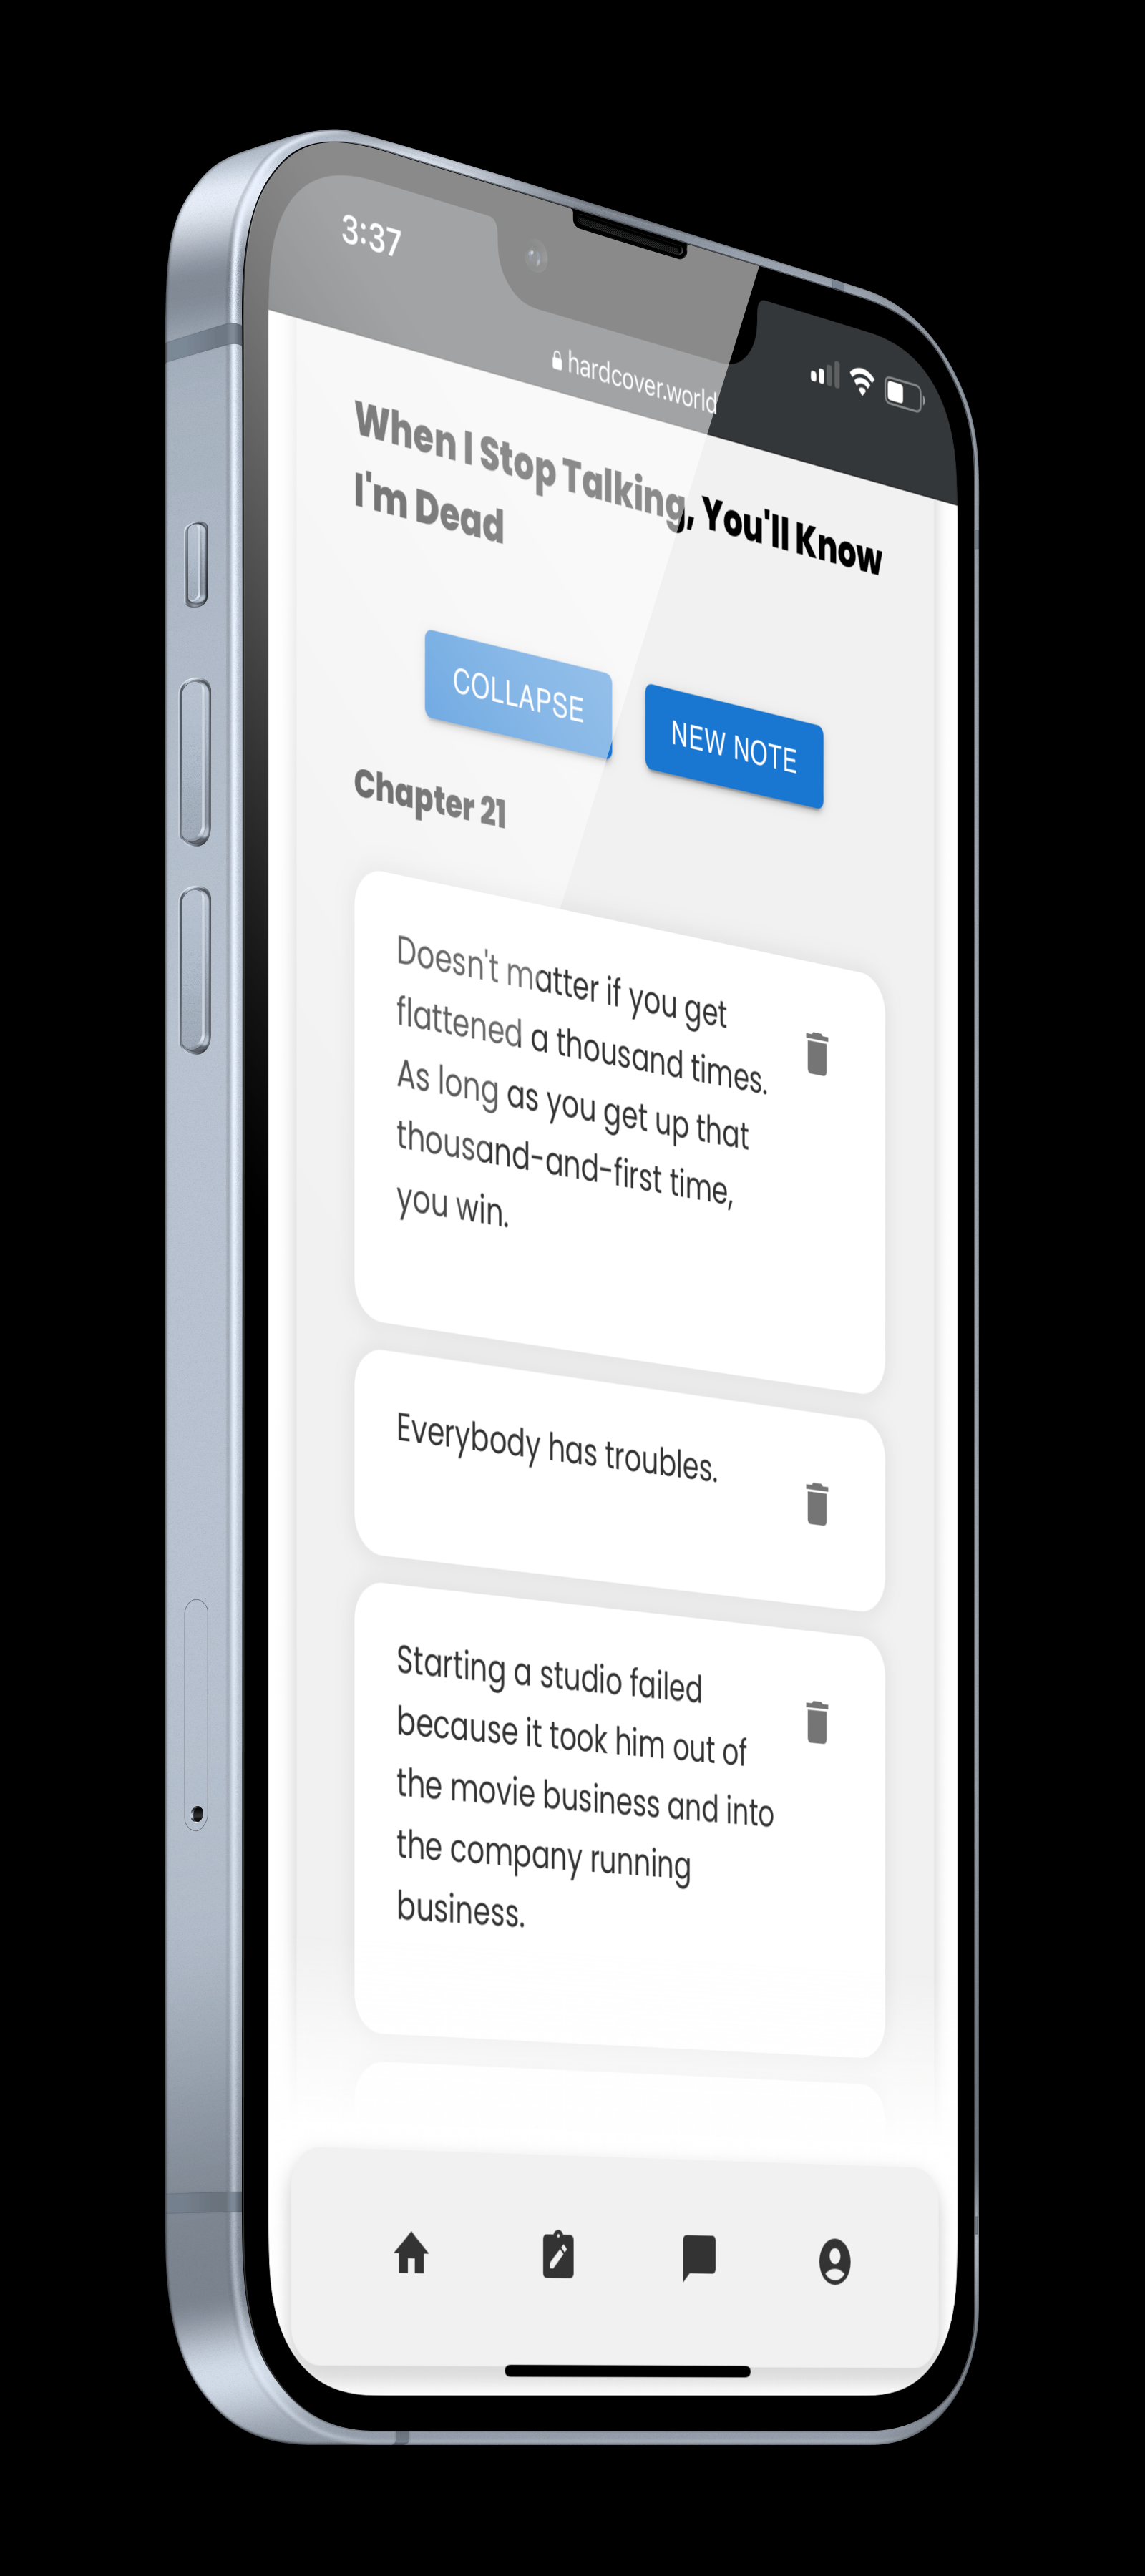 3:37
hardcover.world
When I Stop Talking, You'll Know
I'm Dead
COLLAPSE
NEW NOTE
Chapter 21
Doesn't matter if you get
flattened a thousand times.
As long as you get up that
thousand-and-first time,
you win.
Everybody has troubles.
Starting a studio failed
because it took him out of
the movie business and into
the company running
business.